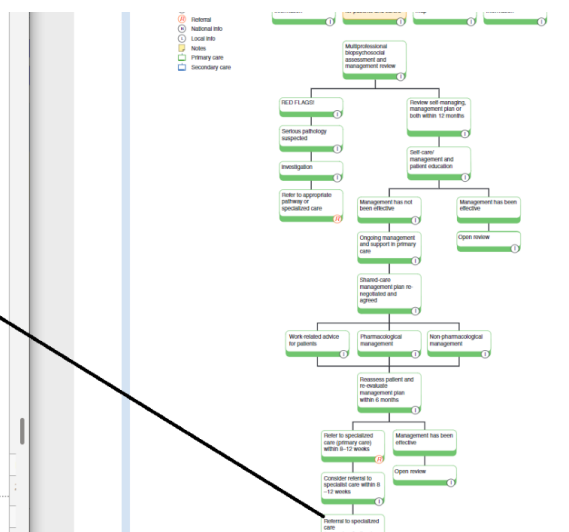 Referral
National info
Local info
Notes
Primary care
Secondary care
Multiprofessional
biopsychosocial
assessment and
management review
RED FLAGS!
Serious pathology
suspected
Investigation
Refer to appropriate
pathway or
specialized care
Review self-managing,
management plan or
both within 12 months
Self-care/
management and
patient education
Management has not
been effective
Management has been
effective
Ongoing management
and support in primary
care
Open review
Shared-care
management plan re-
negotiated and
agreed
Work-related advice
for patients
Pharmacological
management
Non-pharmacological
management
Reassess patient and
re-evaluate
management plan
within 6 months
Refer to specialized
care (primary care)
within 8–12 weeks
Management has been
effective
Consider referral to
specialist care within 8
–12 weeks
Open review
Referral to specialized
care